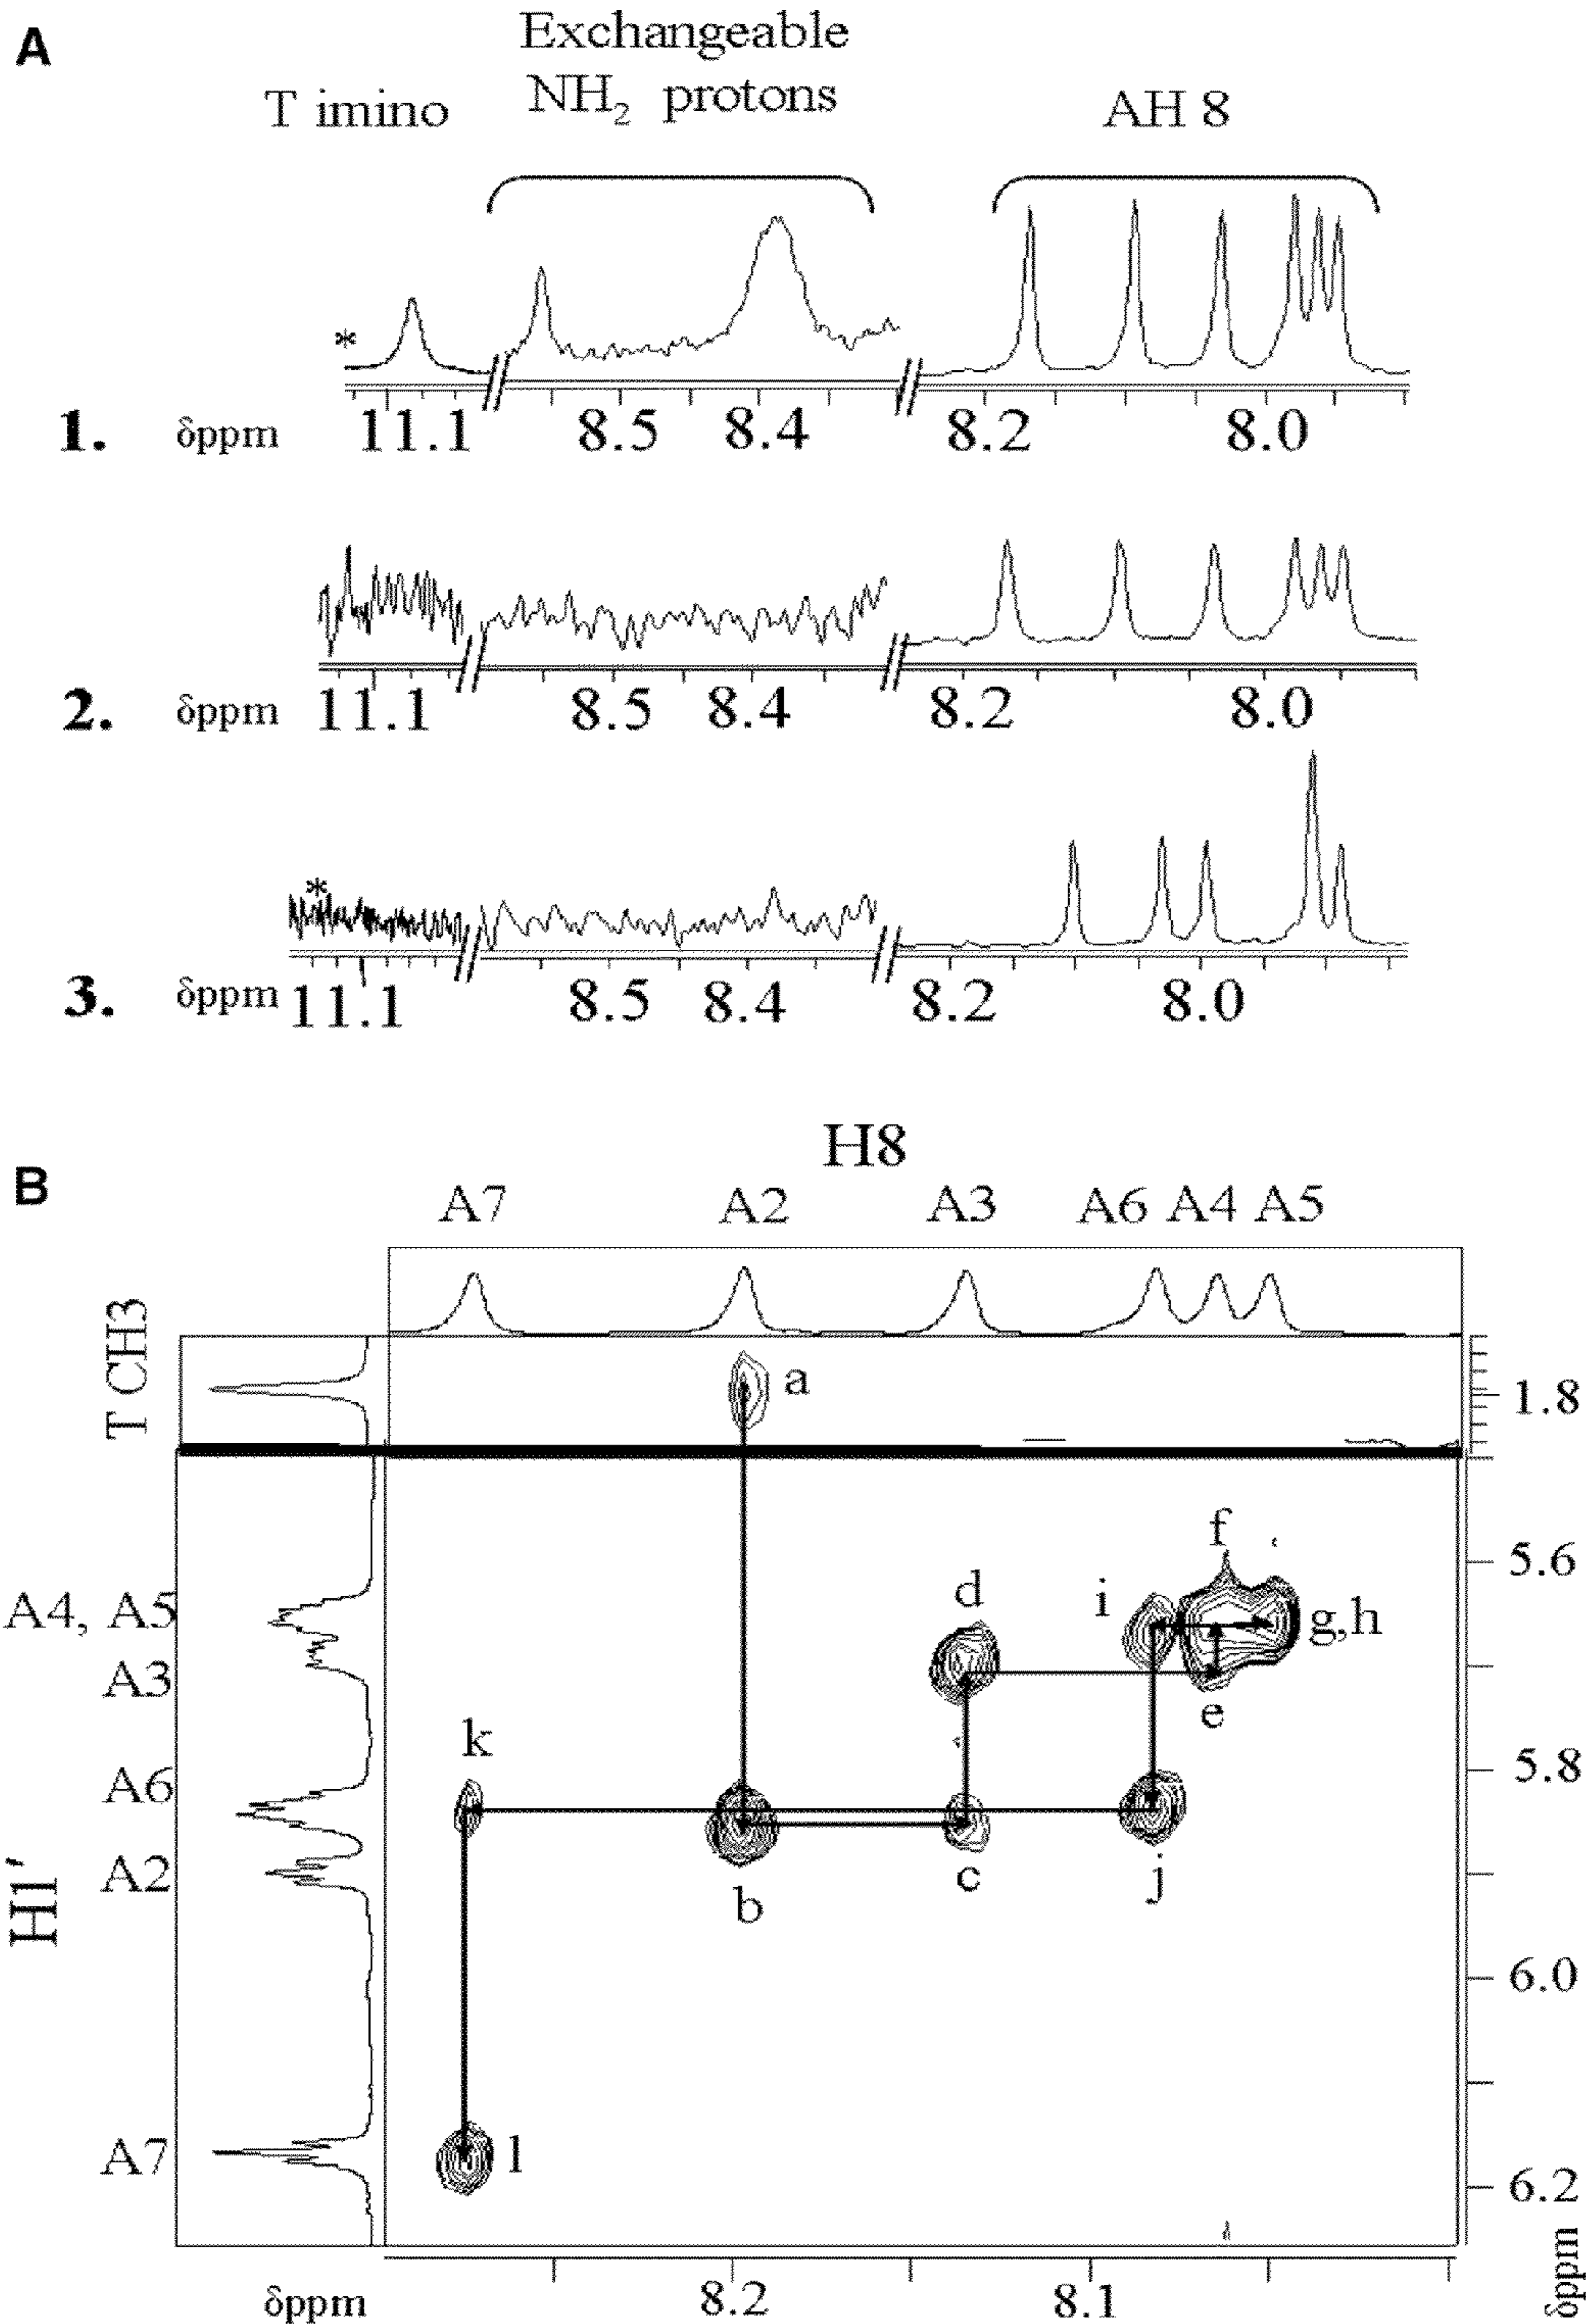 A
Exchangeable
T imino NH2 protons AH 8
*
1. δppm 11.1 8.5 8.4 8.2 8.0
2. δppm 11.1 8.5 8.4 8.2 8.0
*
3. δppm 11.1 8.5 8.4 8.2 8.0
H8
B
A7 A2 A3 A6 A4 A5
T CH3
a
1.8
f
5.6
d
i
A4, A5
g,h
A3
e
k
5.8
A6
A2
c
j
b
H1'
6.0
A7
l
6.2
δppm 8.2 8.1 δppm